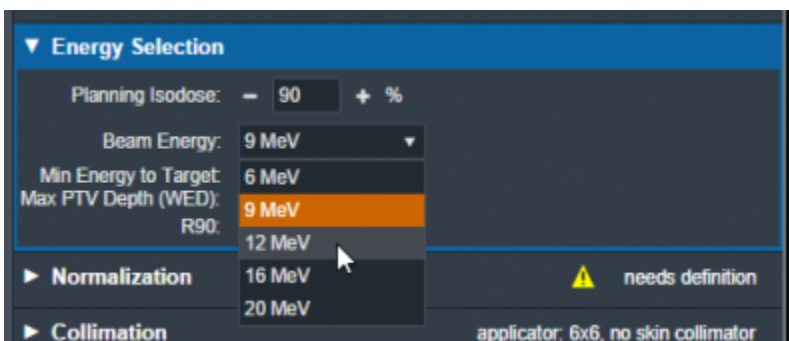 ▼ Energy Selection
Planning Isodose: − 90 + %
Beam Energy: 9 MeV ▼
Min Energy to Target: 6 MeV
Max PTV Depth (WED):
9 MeV
R90:
12 MeV
► Normalization 16 MeV ⚠ needs definition
20 MeV
► Collimation applicator: 6x6, no skin collimator